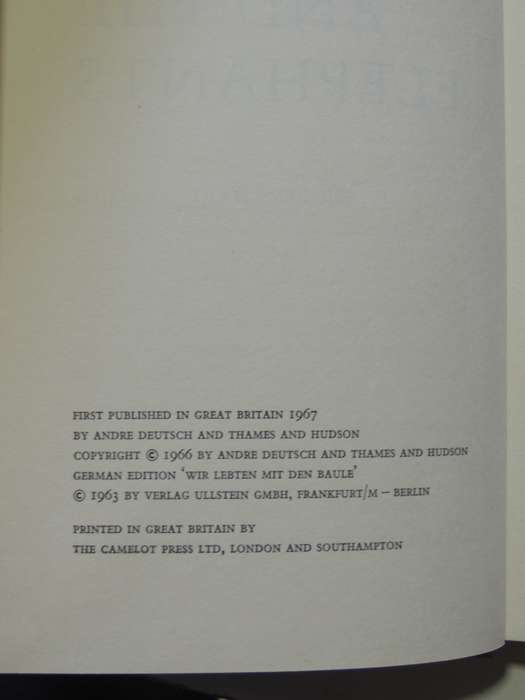 FIRST PUBLISHED IN GREAT BRITAIN 1967
BY ANDRE DEUTSCH AND THAMES AND HUDSON
COPYRIGHT © 1966 BY ANDRE DEUTSCH AND THAMES AND HUDSON
GERMAN EDITION 'WIR LEBTEN MIT DEN BAULE'
© 1963 BY VERLAG ULLSTEIN GMBH, FRANKFURT/M – BERLIN
PRINTED IN GREAT BRITAIN BY
THE CAMELOT PRESS LTD, LONDON AND SOUTHAMPTON